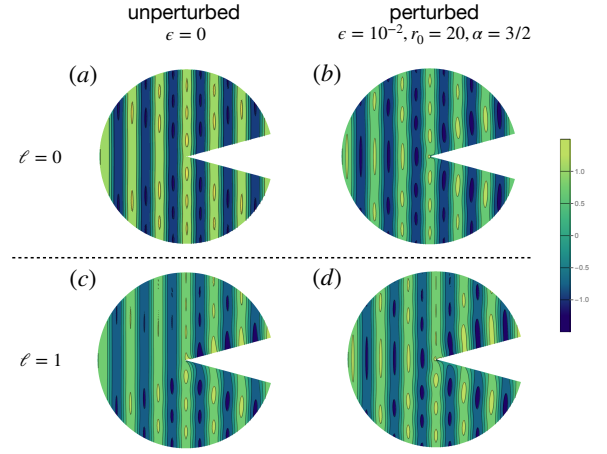 unperturbed perturbed
ϵ = 0 ϵ = 10⁻², r₀ = 20, α = 3/2
(a) (b)
ℓ = 0
1.0
0.5
0
−0.5
−1.0
(c) (d)
ℓ = 1